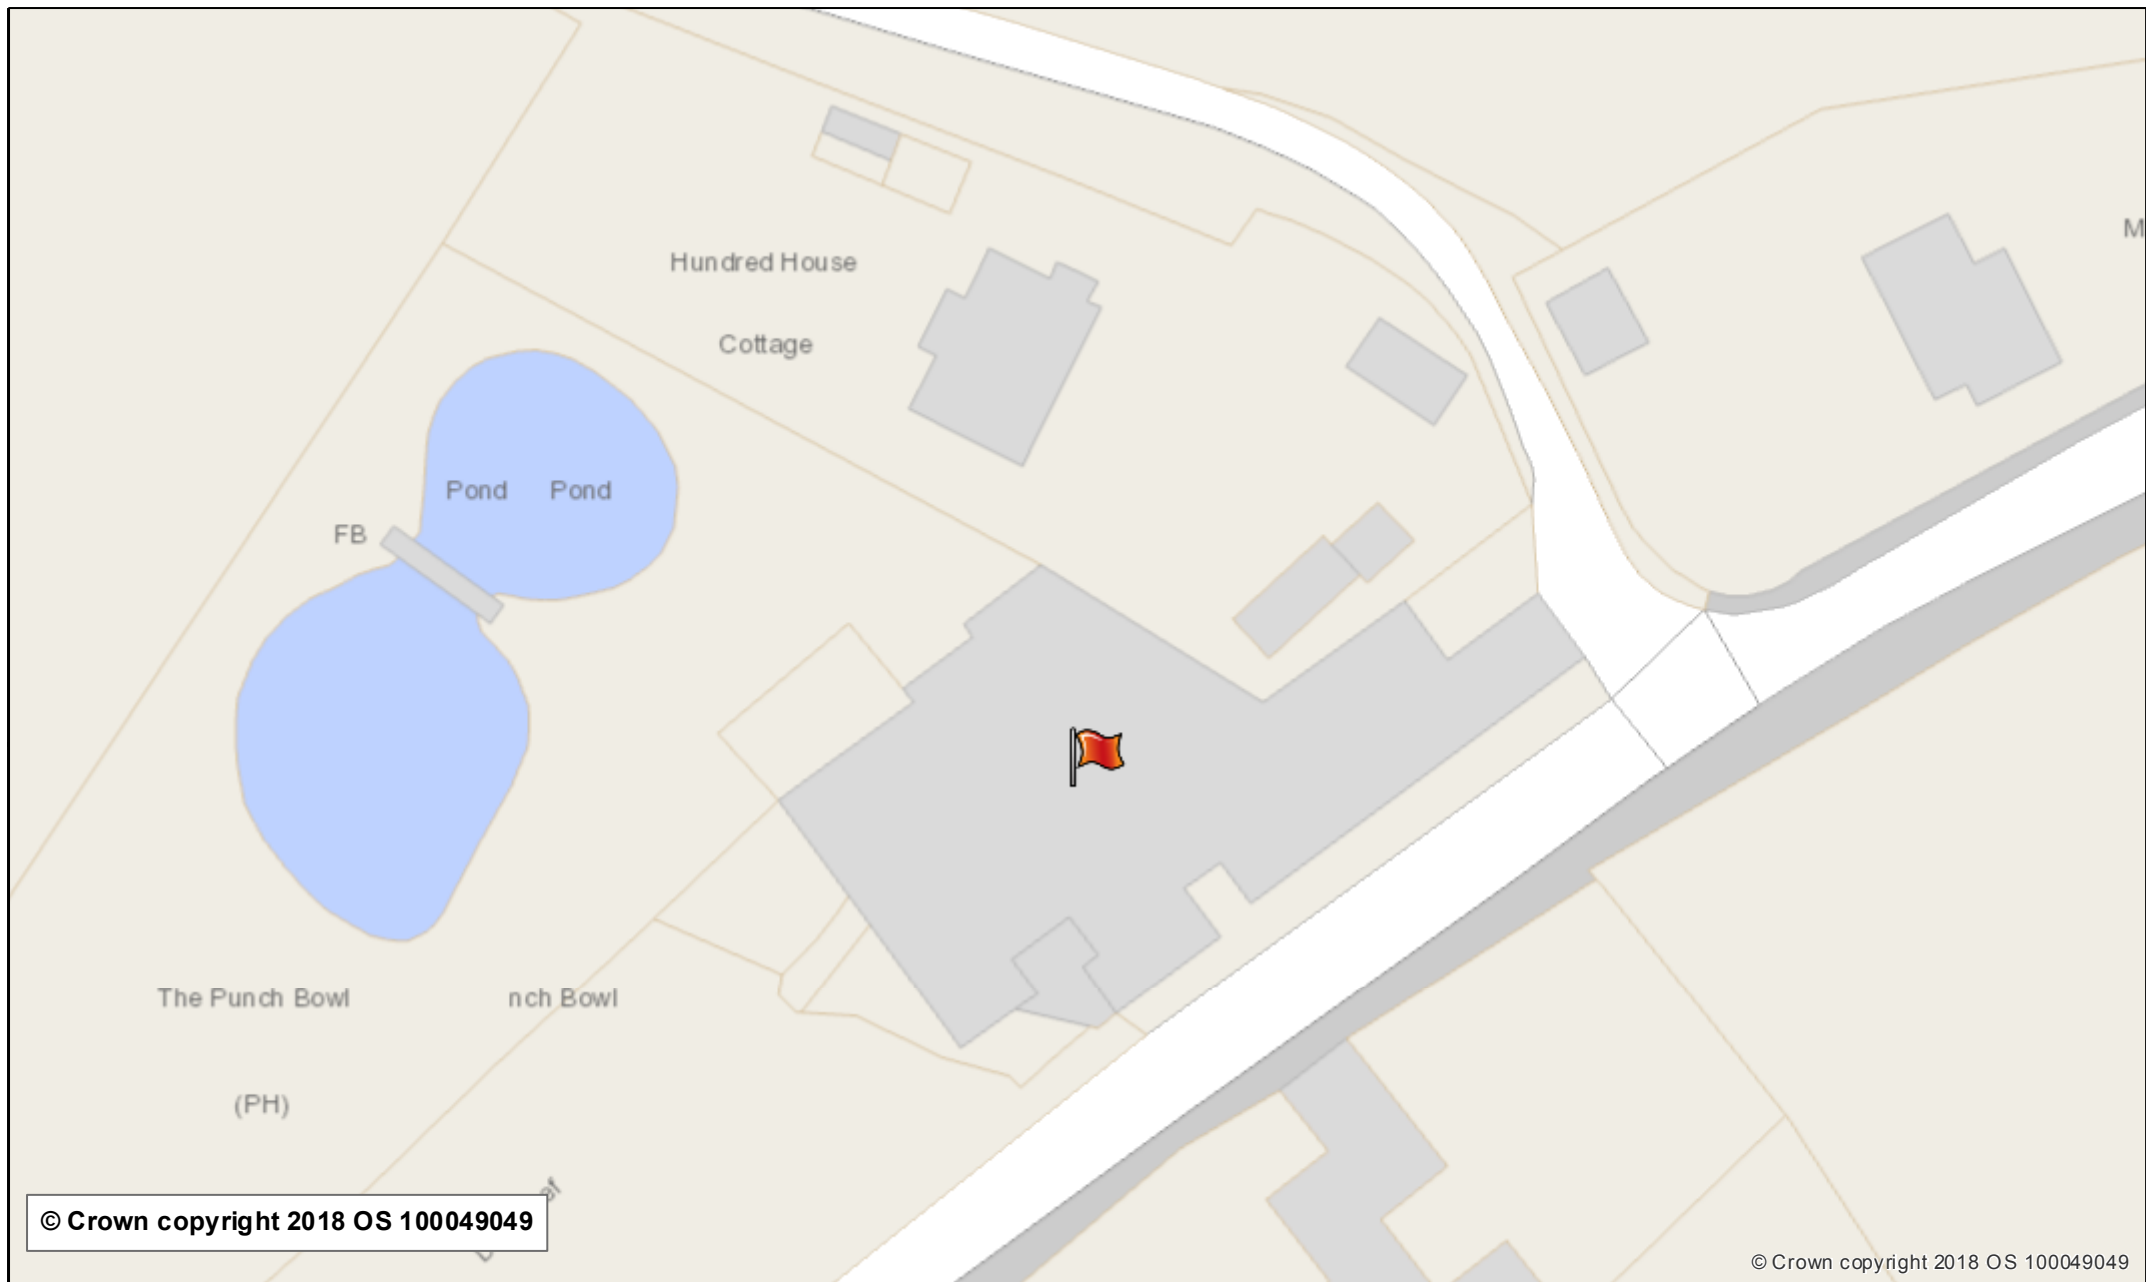 M
Hundred House
Cottage
Pond Pond
FB
The Punch Bowl nch Bowl
(PH)
ef
© Crown copyright 2018 OS 100049049
© Crown copyright 2018 OS 100049049